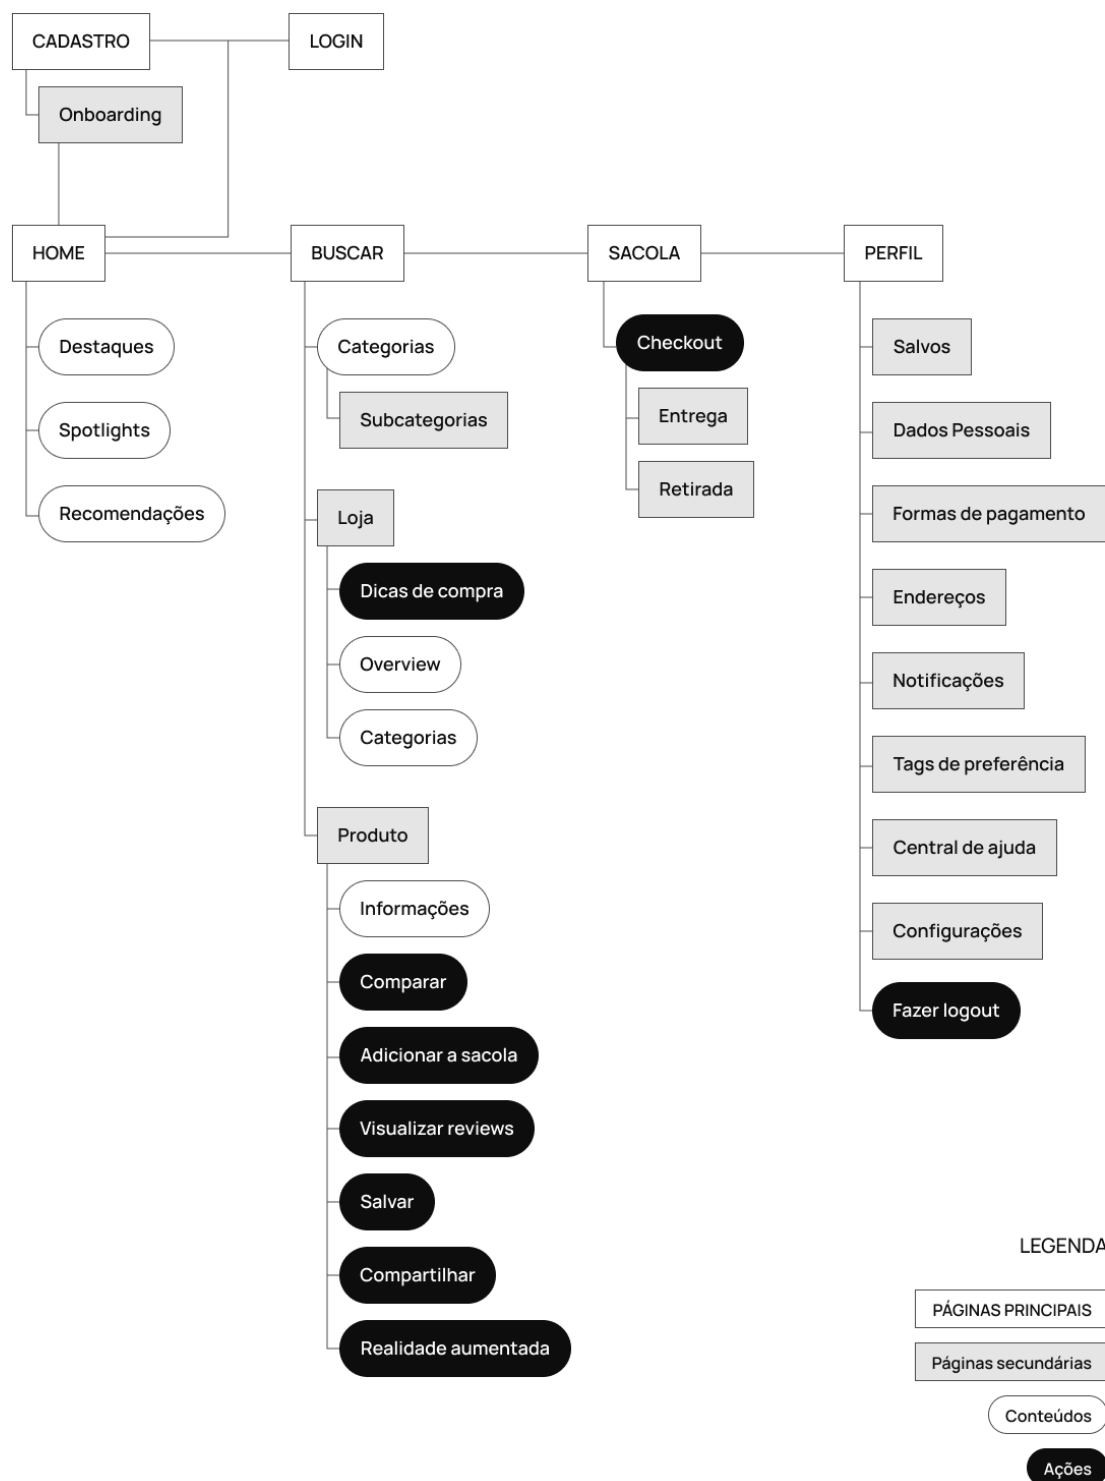 CADASTRO
LOGIN
Onboarding
HOME
BUSCAR
SACOLA
PERFIL
Destaques
Spotlights
Recomendações
Categorias
Subcategorias
Loja
Dicas de compra
Overview
Categorias
Produto
Informações
Comparar
Adicionar a sacola
Visualizar reviews
Salvar
Compartilhar
Realidade aumentada
Checkout
Entrega
Retirada
Salvos
Dados Pessoais
Formas de pagamento
Endereços
Notificações
Tags de preferência
Central de ajuda
Configurações
Fazer logout
LEGENDA
PÁGINAS PRINCIPAIS
Páginas secundárias
Conteúdos
Ações